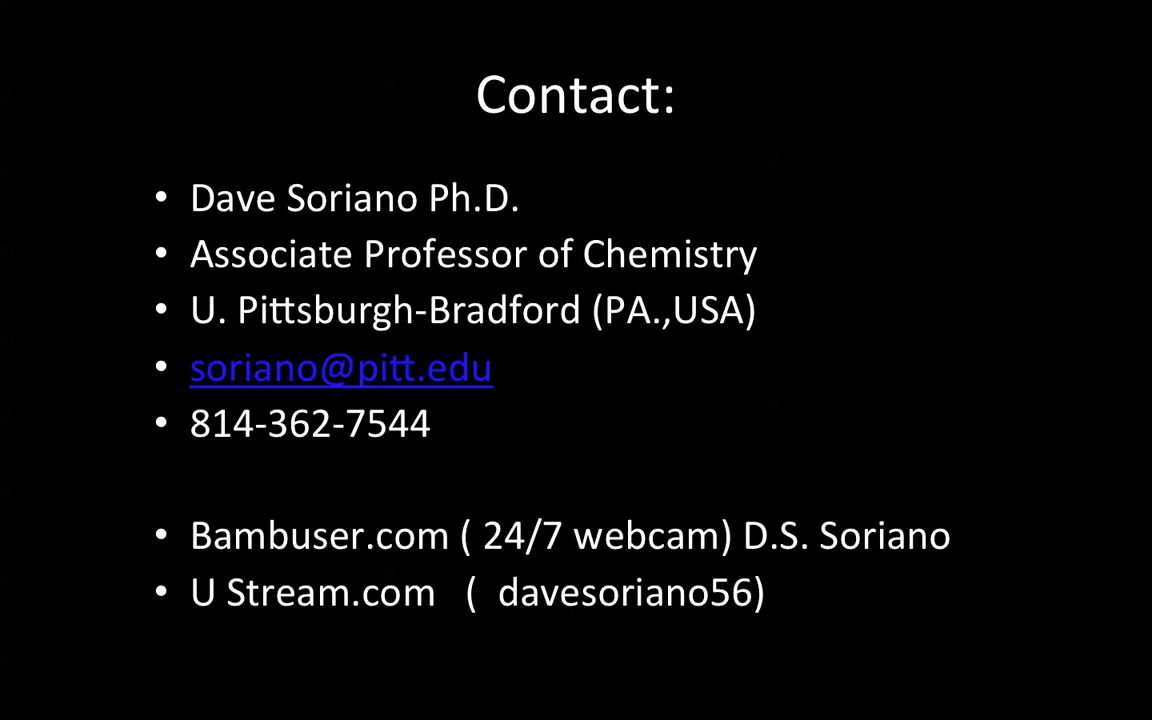 Contact:
• Dave Soriano Ph.D.
• Associate Professor of Chemistry
• U. Pittsburgh-Bradford (PA.,USA)
• soriano@pitt.edu
• 814-362-7544
• Bambuser.com ( 24/7 webcam) D.S. Soriano
• U Stream.com ( davesoriano56)